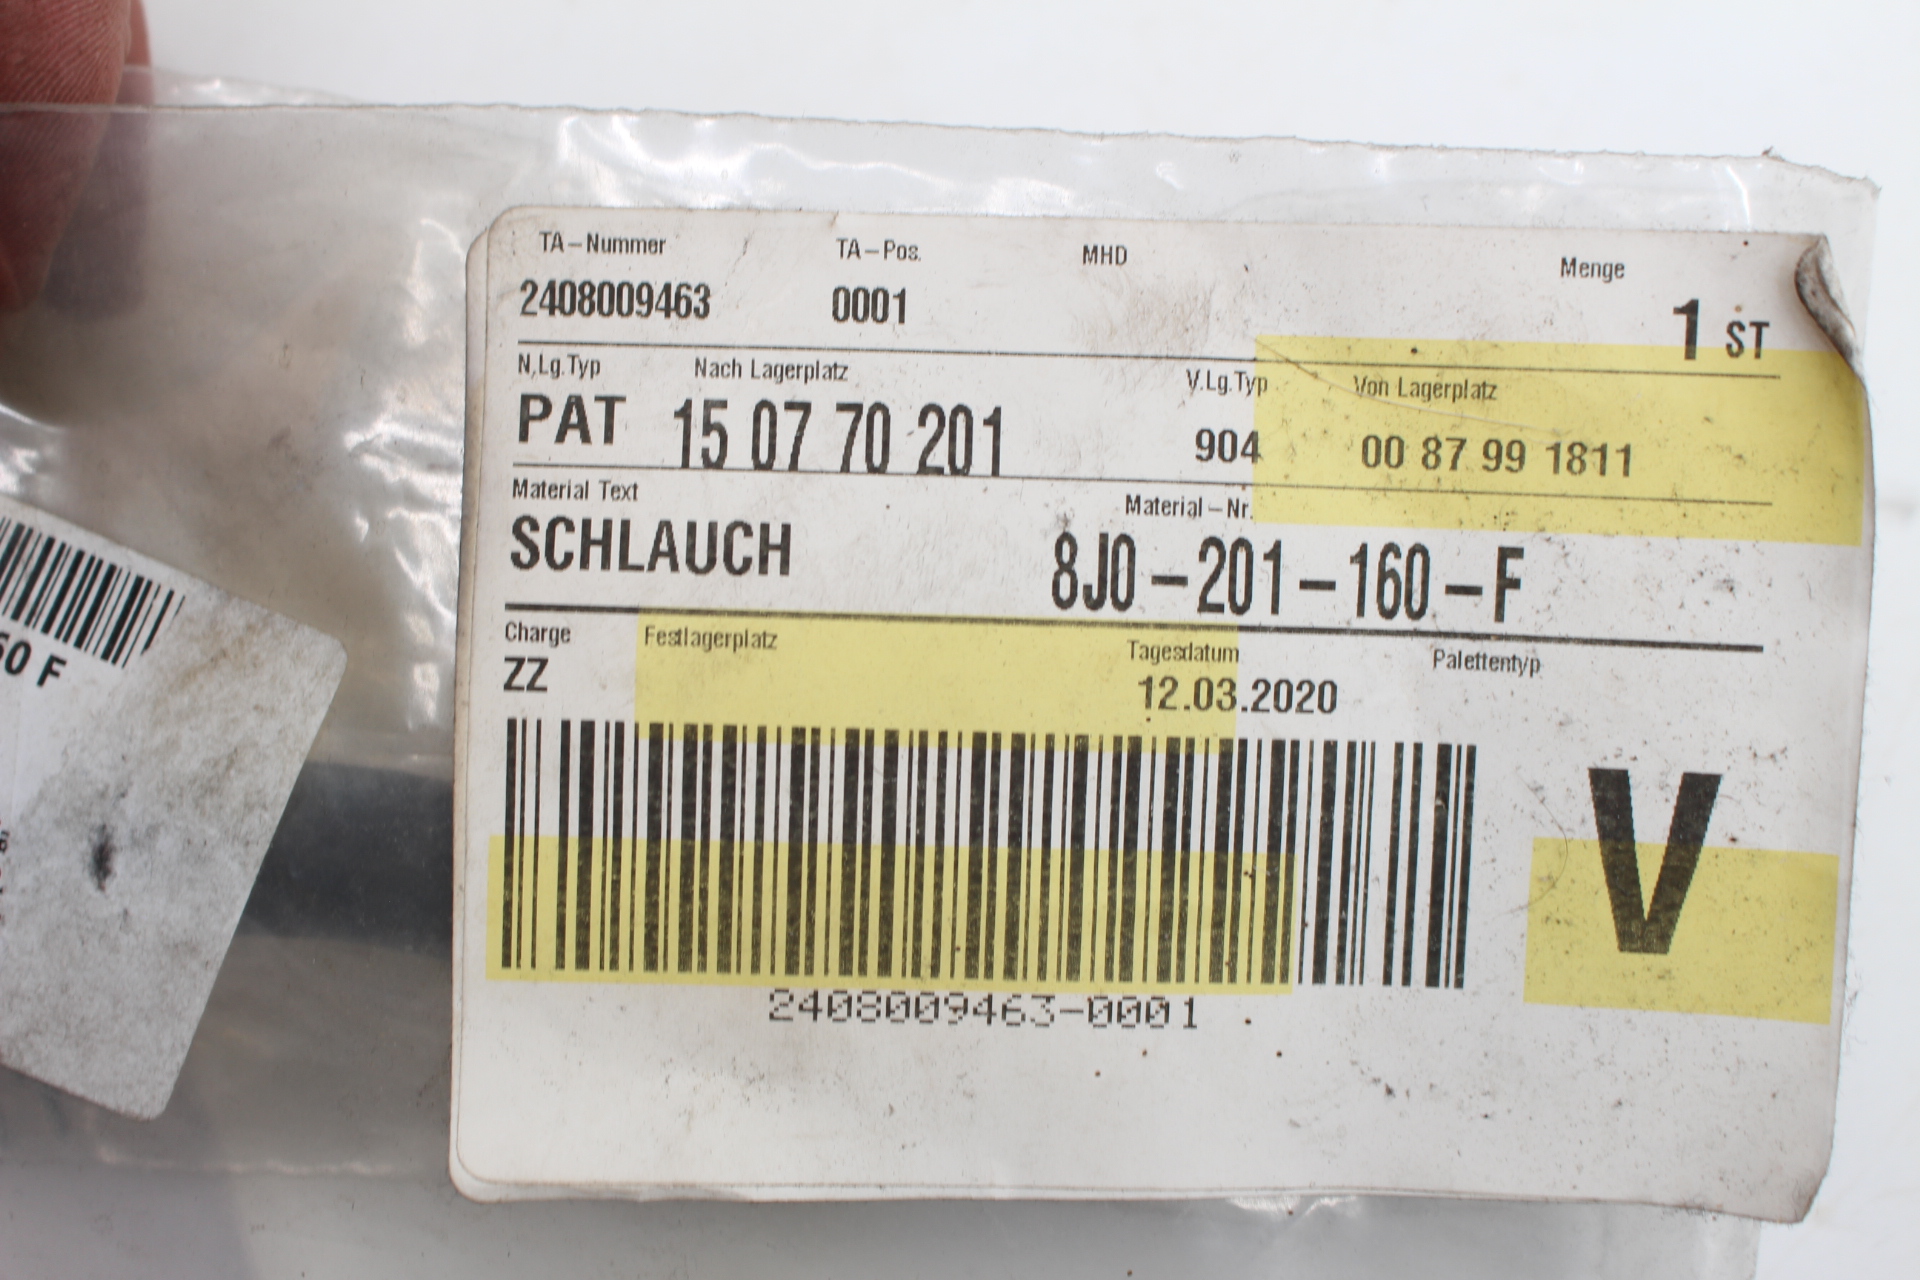 TA-Nummer TA-Pos. MHD Menge
2408009463 0001 1 ST
N,Lg.Typ Nach Lagerplatz V.Lg.Typ Von Lagerplatz
PAT 15 07 70 201 904 00 87 99 1811
Material Text Material-Nr.
SCHLAUCH 8J0-201-160-F
Charge Festlagerplatz Tagesdatum Palettentyp
ZZ 12.03.2020
V
2408009463-0001
60 F